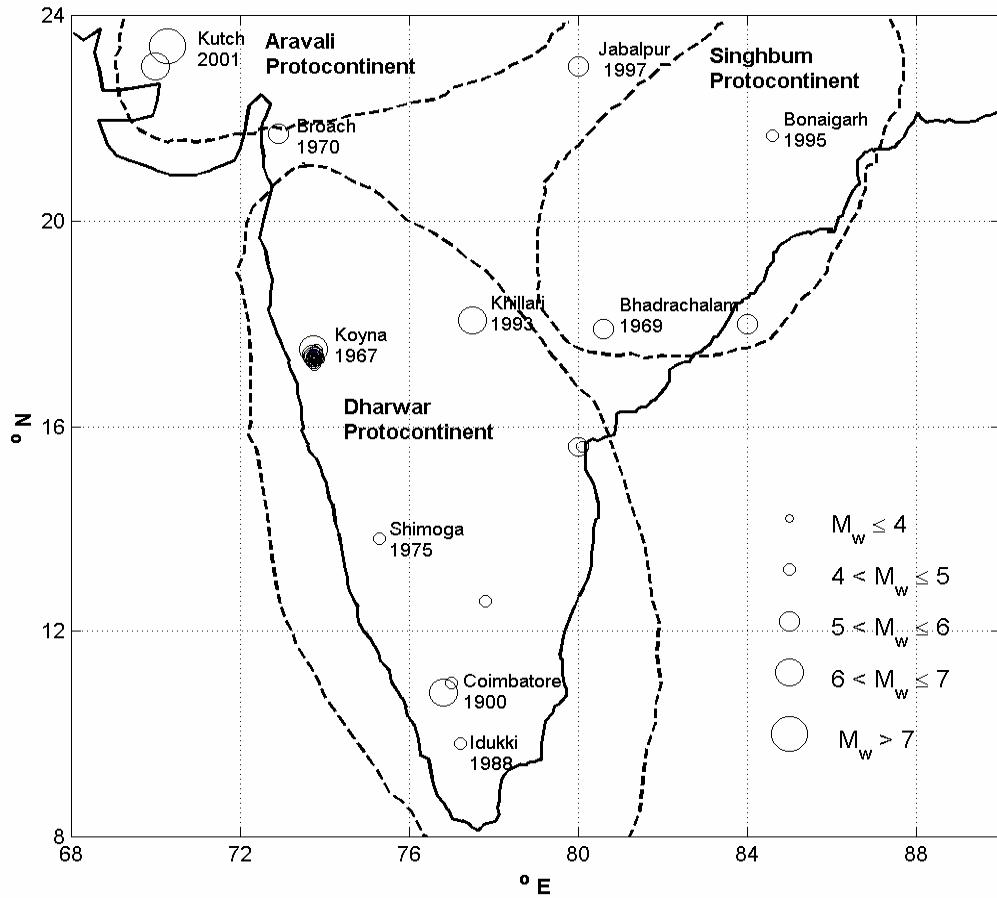 24
20
16
12
8
° N
Kutch
2001
Aravali
Protocontinent
Jabalpur
1997
Singhbum
Protocontinent
Bonaigarh
1995
Broach
1970
Khillari
1993
Bhadrachalam
1969
Koyna
1967
Dharwar
Protocontinent
Shimoga
1975
Coimbatore
1900
Idukki
1988
Mw ≤ 4
4 < Mw ≤ 5
5 < Mw ≤ 6
6 < Mw ≤ 7
Mw > 7
68 72 76 80 84 88
° E